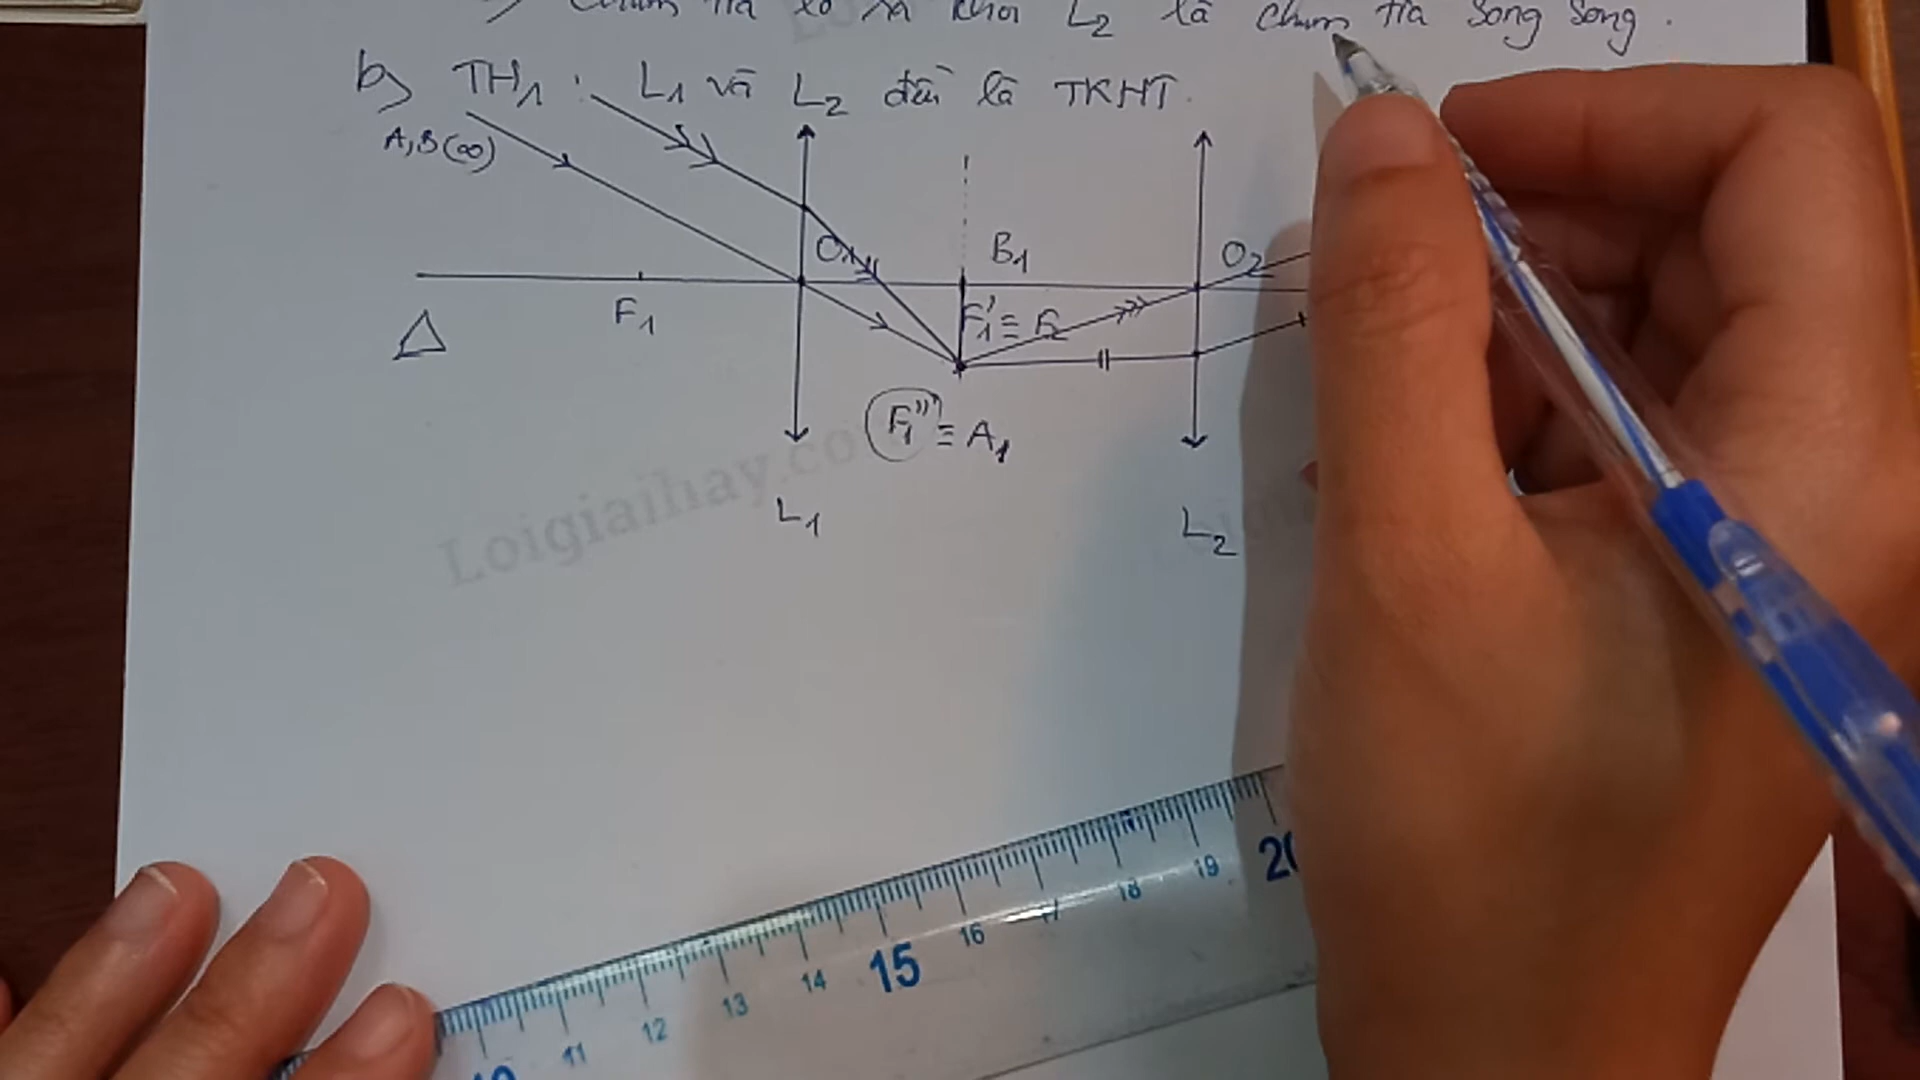 chùm tia ló ra khỏi L2 là chùm tia song song.
b) TH1: L1 và L2 đều là TKHT.
A,B(∞)
O1 B1 O2
F1 F1' ≡ F2
Δ
F1'' ≡ A1
L1 L2
Loigiaihay.co
10 11 12 13 14 15 16 17 18 19 20